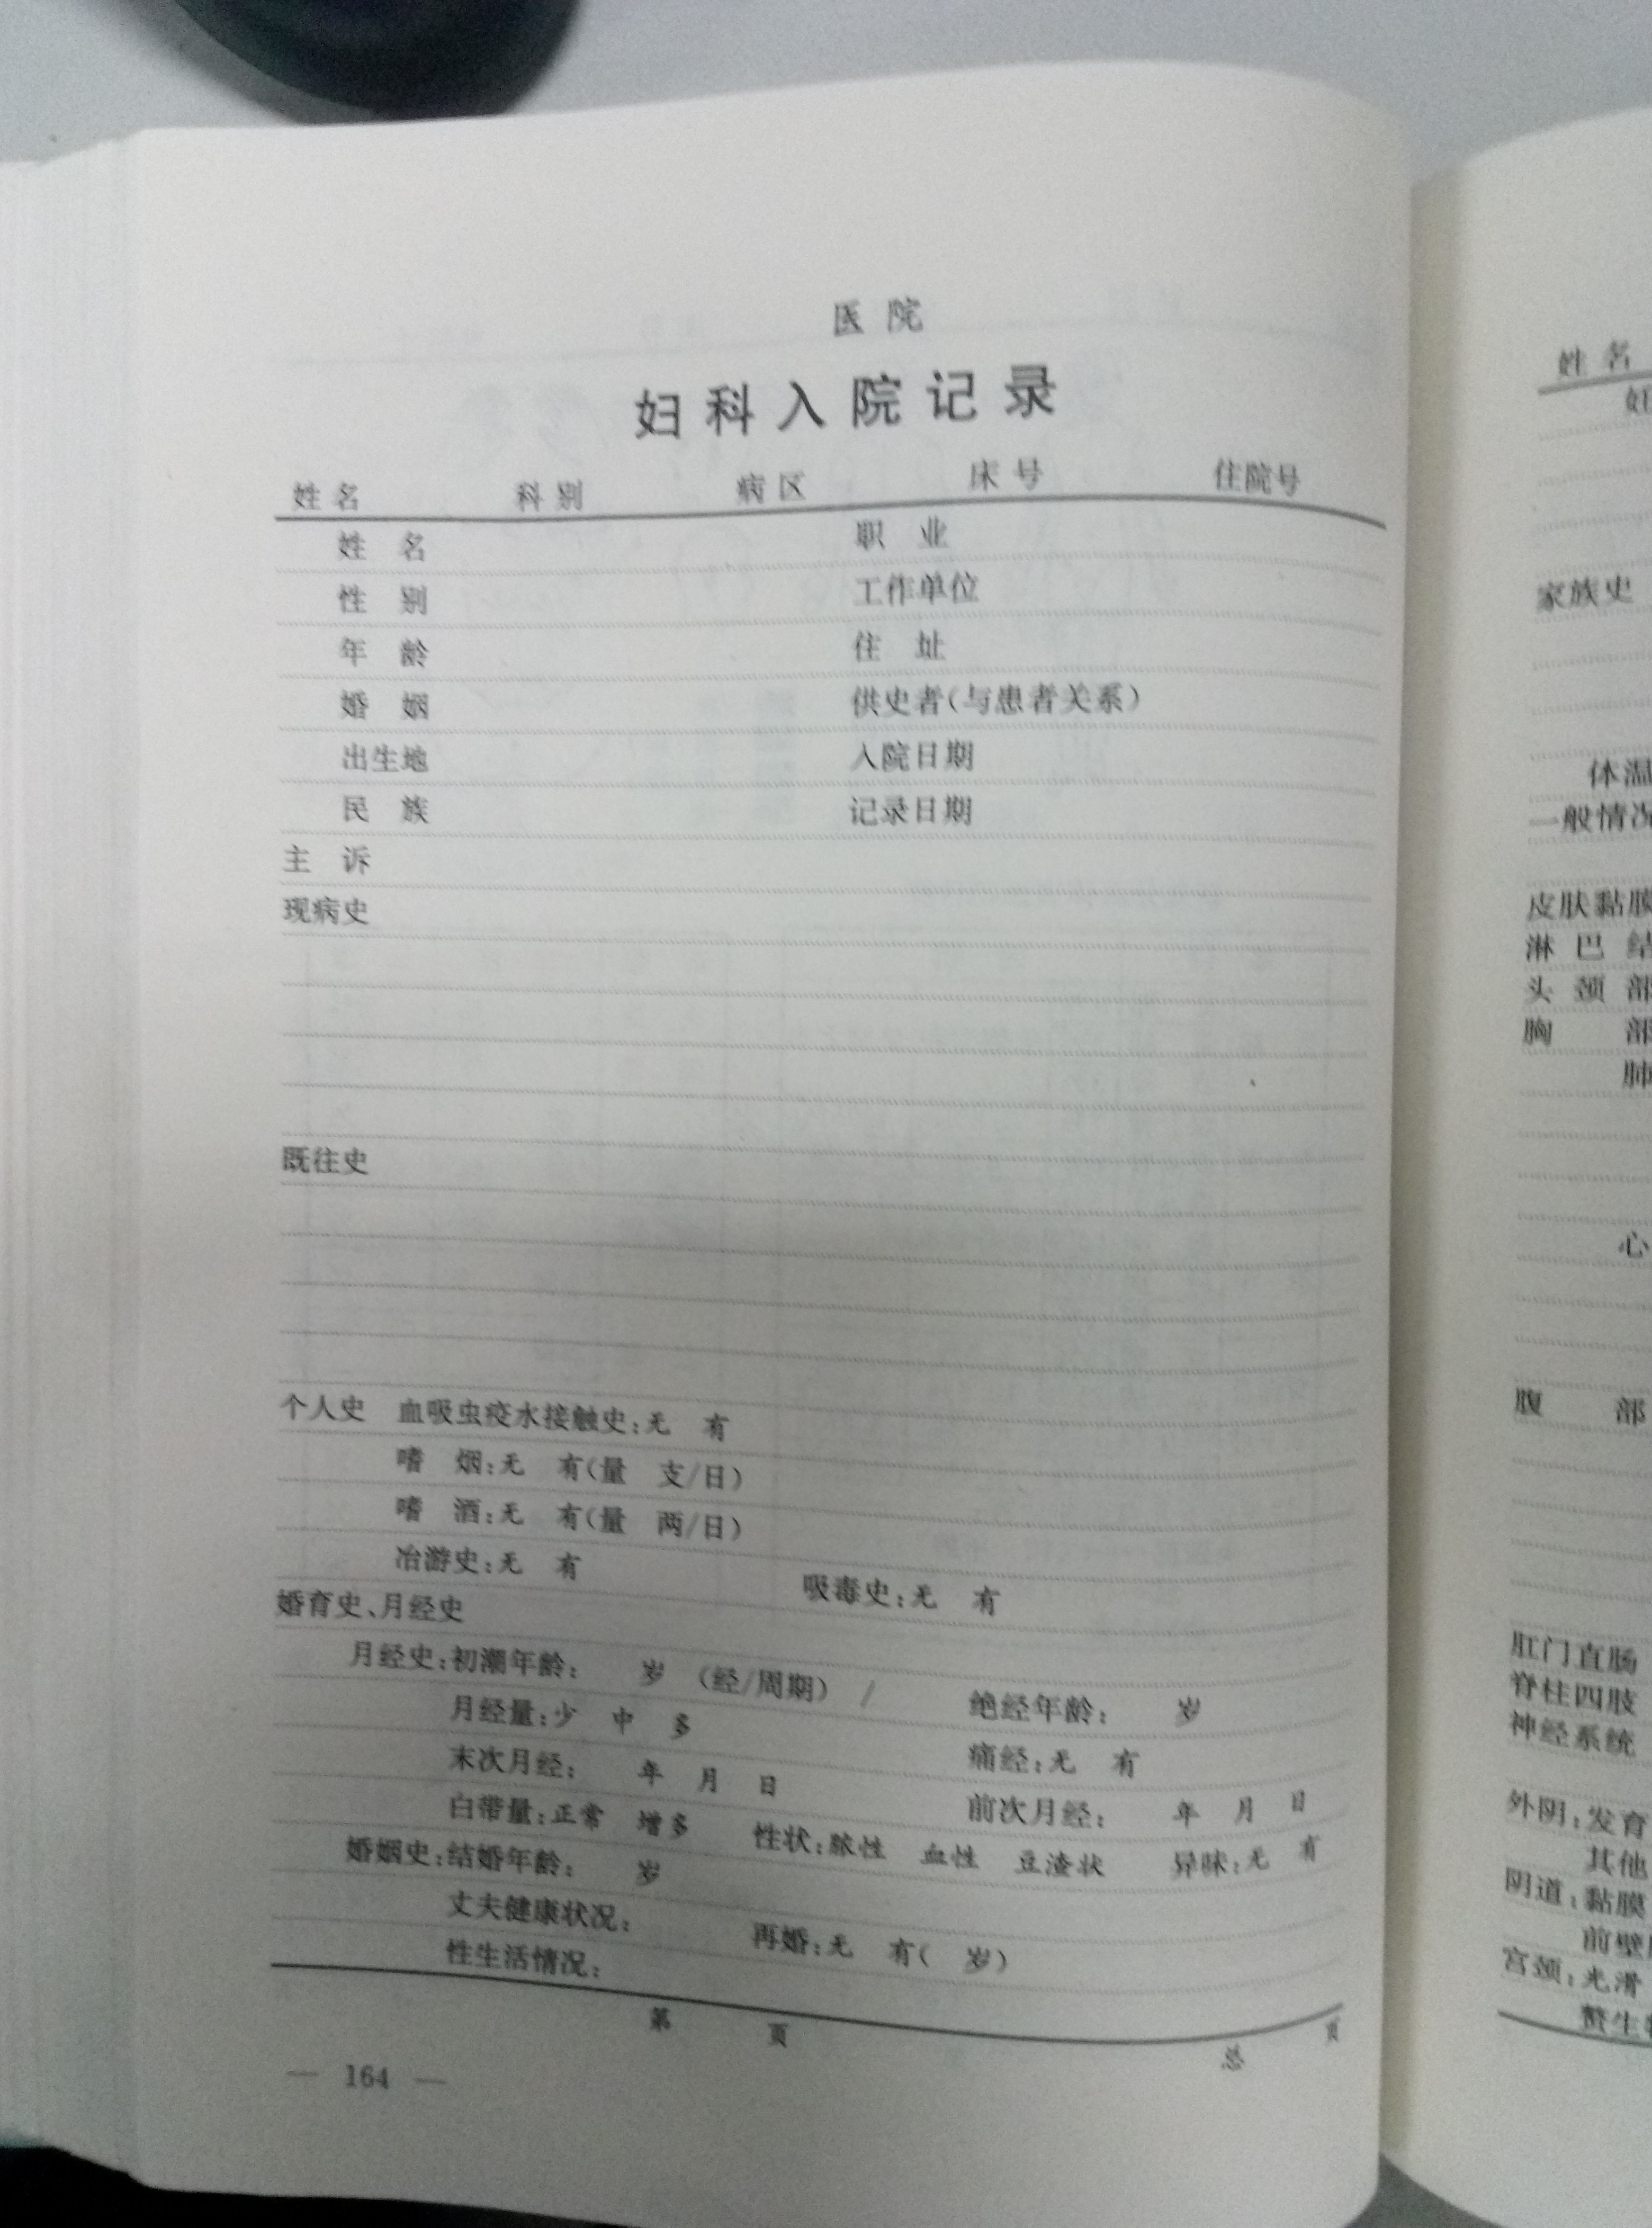 医院
妇科入院记录
姓名 科别 病区 床号 住院号
姓 名 职 业
性 别 工作单位
年 龄 住 址
婚 姻 供史者(与患者关系)
出生地 入院日期
民 族 记录日期
主 诉
现病史
既往史
个人史 血吸虫疫水接触史:无 有
嗜 烟:无 有(量 支/日)
嗜 酒:无 有(量 两/日)
冶游史:无 有 吸毒史:无 有
婚育史、月经史
月经史:初潮年龄: 岁 (经/周期) / 绝经年龄: 岁
月经量:少 中 多 痛经:无 有
末次月经: 年 月 日 前次月经: 年 月 日
白带量:正常 增多 性状:脓性 血性 豆渣状 异味:无 有
婚姻史:结婚年龄: 岁
丈夫健康状况: 再婚:无 有( 岁)
性生活情况:
第 页 总 页
— 164 —
姓名
家族史
体温
一般情况
皮肤黏膜
淋巴结
头颈部
胸 部
肺
心
腹 部
肛门直肠
脊柱四肢
神经系统
外阴:发育
其他
阴道:黏膜
前壁
宫颈:光滑
赘生